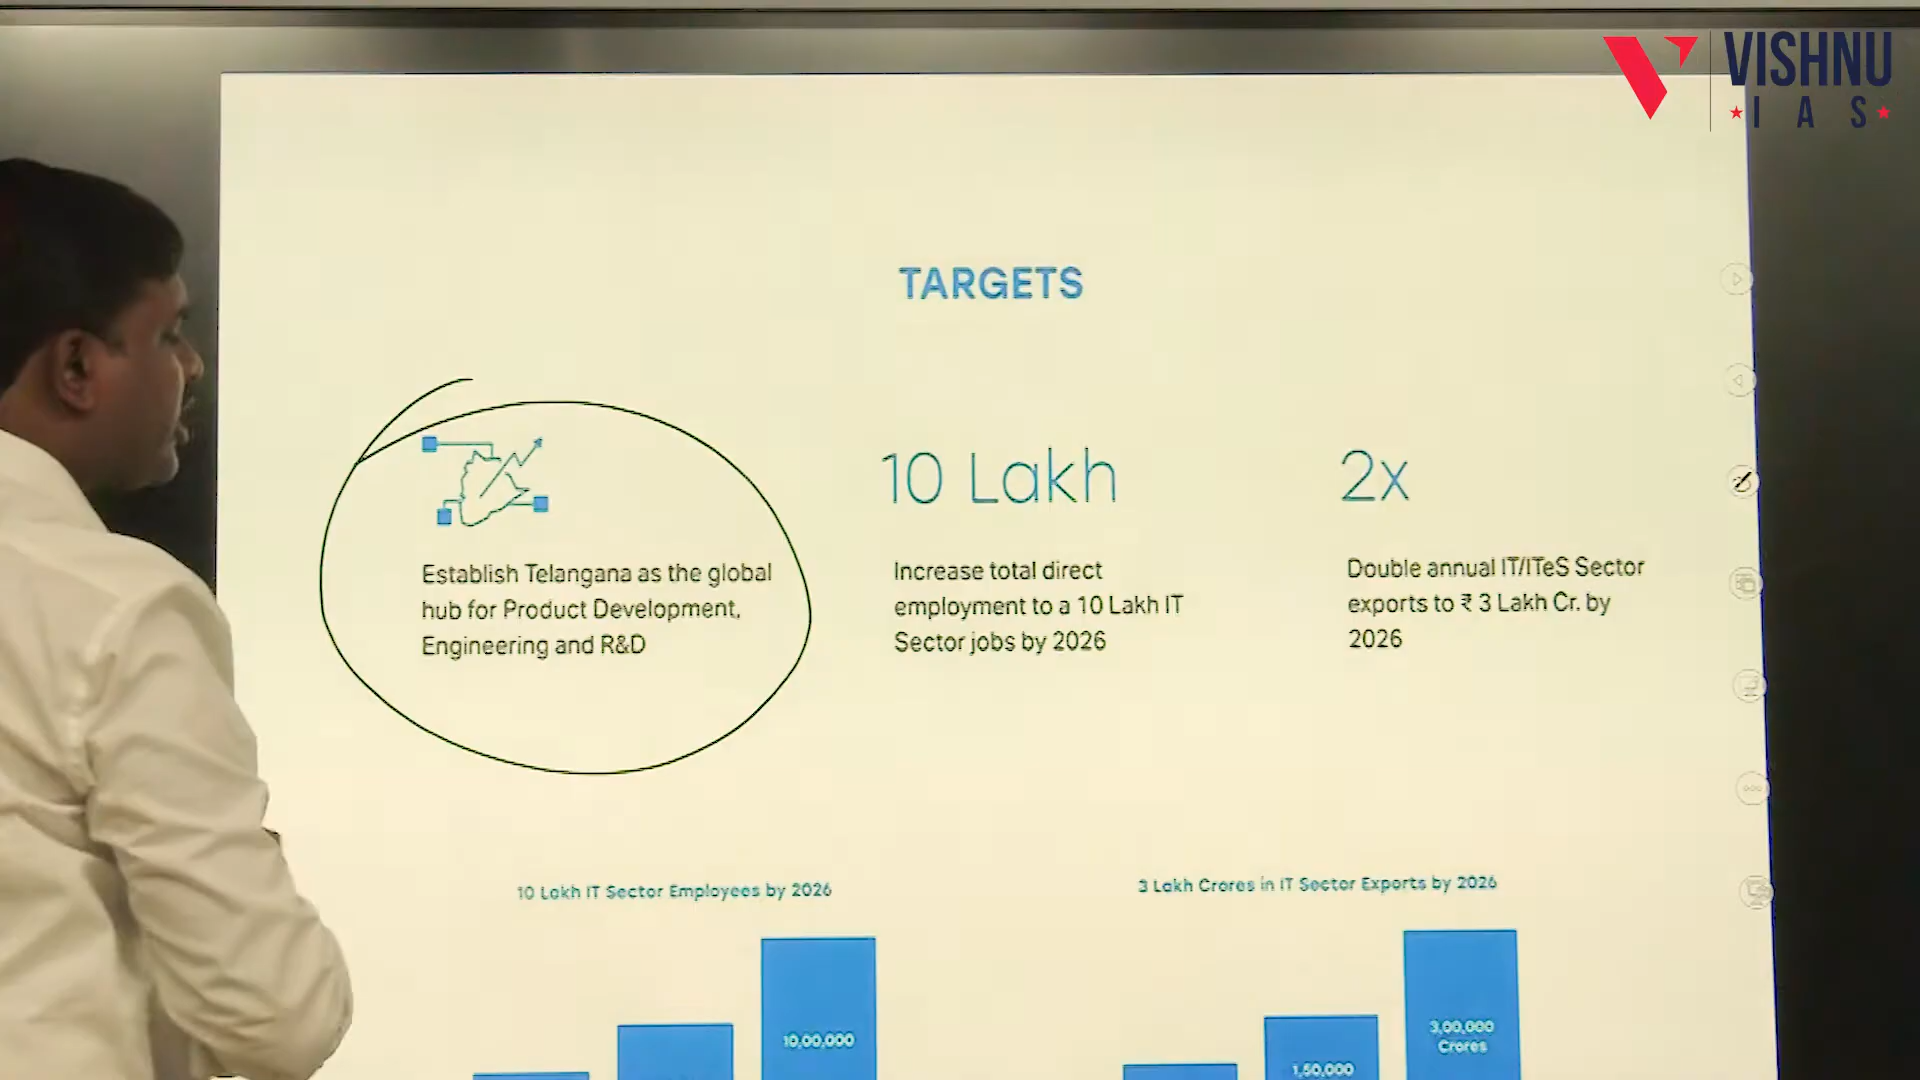 VISHNU
IAS
TARGETS
Establish Telangana as the global
hub for Product Development,
Engineering and R&D
10 Lakh
Increase total direct
employment to a 10 Lakh IT
Sector jobs by 2026
2x
Double annual IT/ITeS Sector
exports to ₹ 3 Lakh Cr. by
2026
10 Lakh IT Sector Employees by 2026
10,00,000
3 Lakh Crores in IT Sector Exports by 2026
1,50,000
3,00,000
Crores